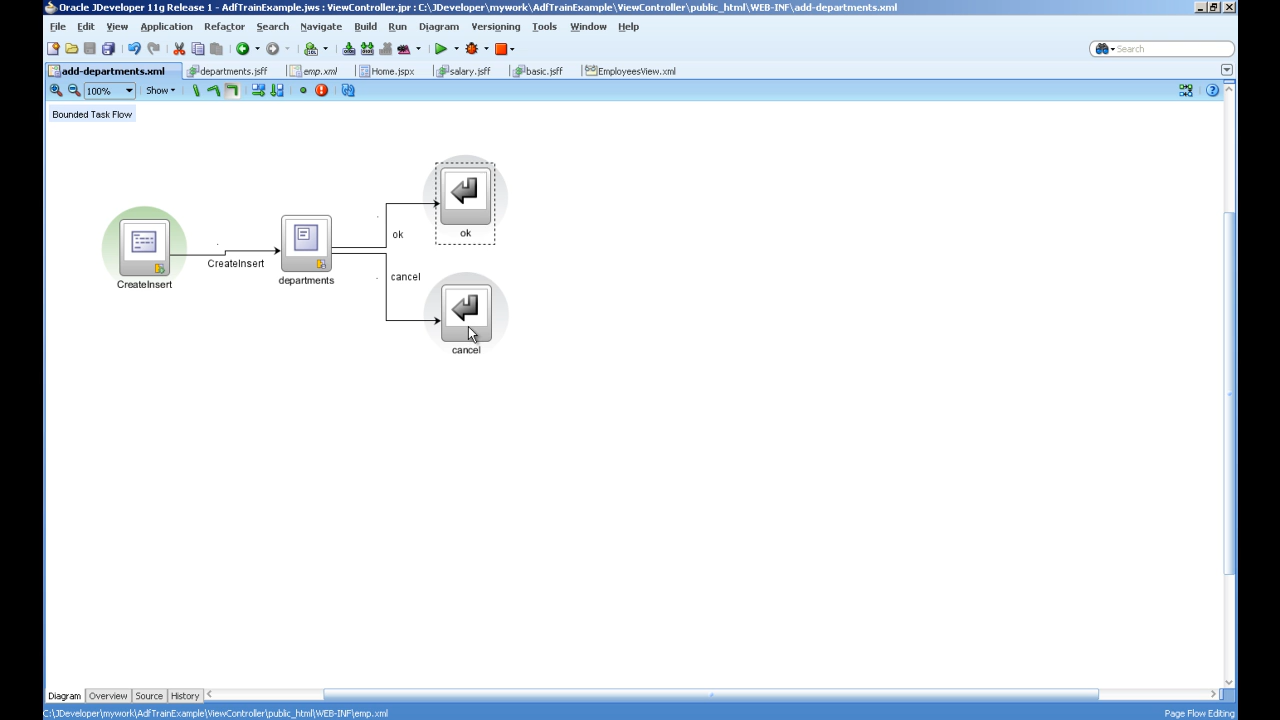 Oracle JDeveloper 11g Release 1 - AdfTrainExample.jws : ViewController.jpr : C:\JDeveloper\mywork\AdfTrainExample\ViewController\public_html\WEB-INF\add-departments.xml
File Edit View Application Refactor Search Navigate Build Run Diagram Versioning Tools Window Help
Search
add-departments.xml departments.jsff emp.xml Home.jspx salary.jsff basic.jsff EmployeesView.xml
100% Show
Bounded Task Flow
ok
ok
CreateInsert
cancel
CreateInsert
departments
cancel
Diagram Overview Source History
C:\JDeveloper\mywork\AdfTrainExample\ViewController\public_html\WEB-INF\emp.xml Page Flow Editing